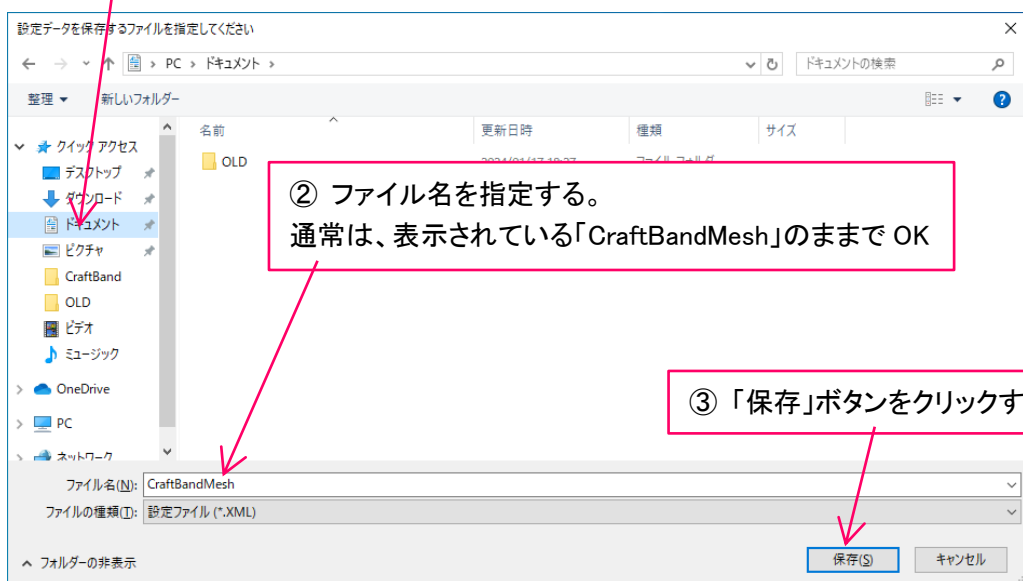 設定データを保存するファイルを指定してください
PC › ドキュメント ›
ドキュメントの検索
整理 新しいフォルダー
名前 更新日時 種類 サイズ
クイック アクセス
OLD
デスクトップ
② ファイル名を指定する。
ダウンロード
通常は、表示されている「CraftBandMesh」のままで OK
ドキュメント
ピクチャ
CraftBand
OLD
ビデオ
ミュージック
OneDrive
③ 「保存」ボタンをクリックす
PC
ネットワーク
ファイル名(N): CraftBandMesh
ファイルの種類(T): 設定ファイル (*.XML)
フォルダーの非表示
保存(S) キャンセル